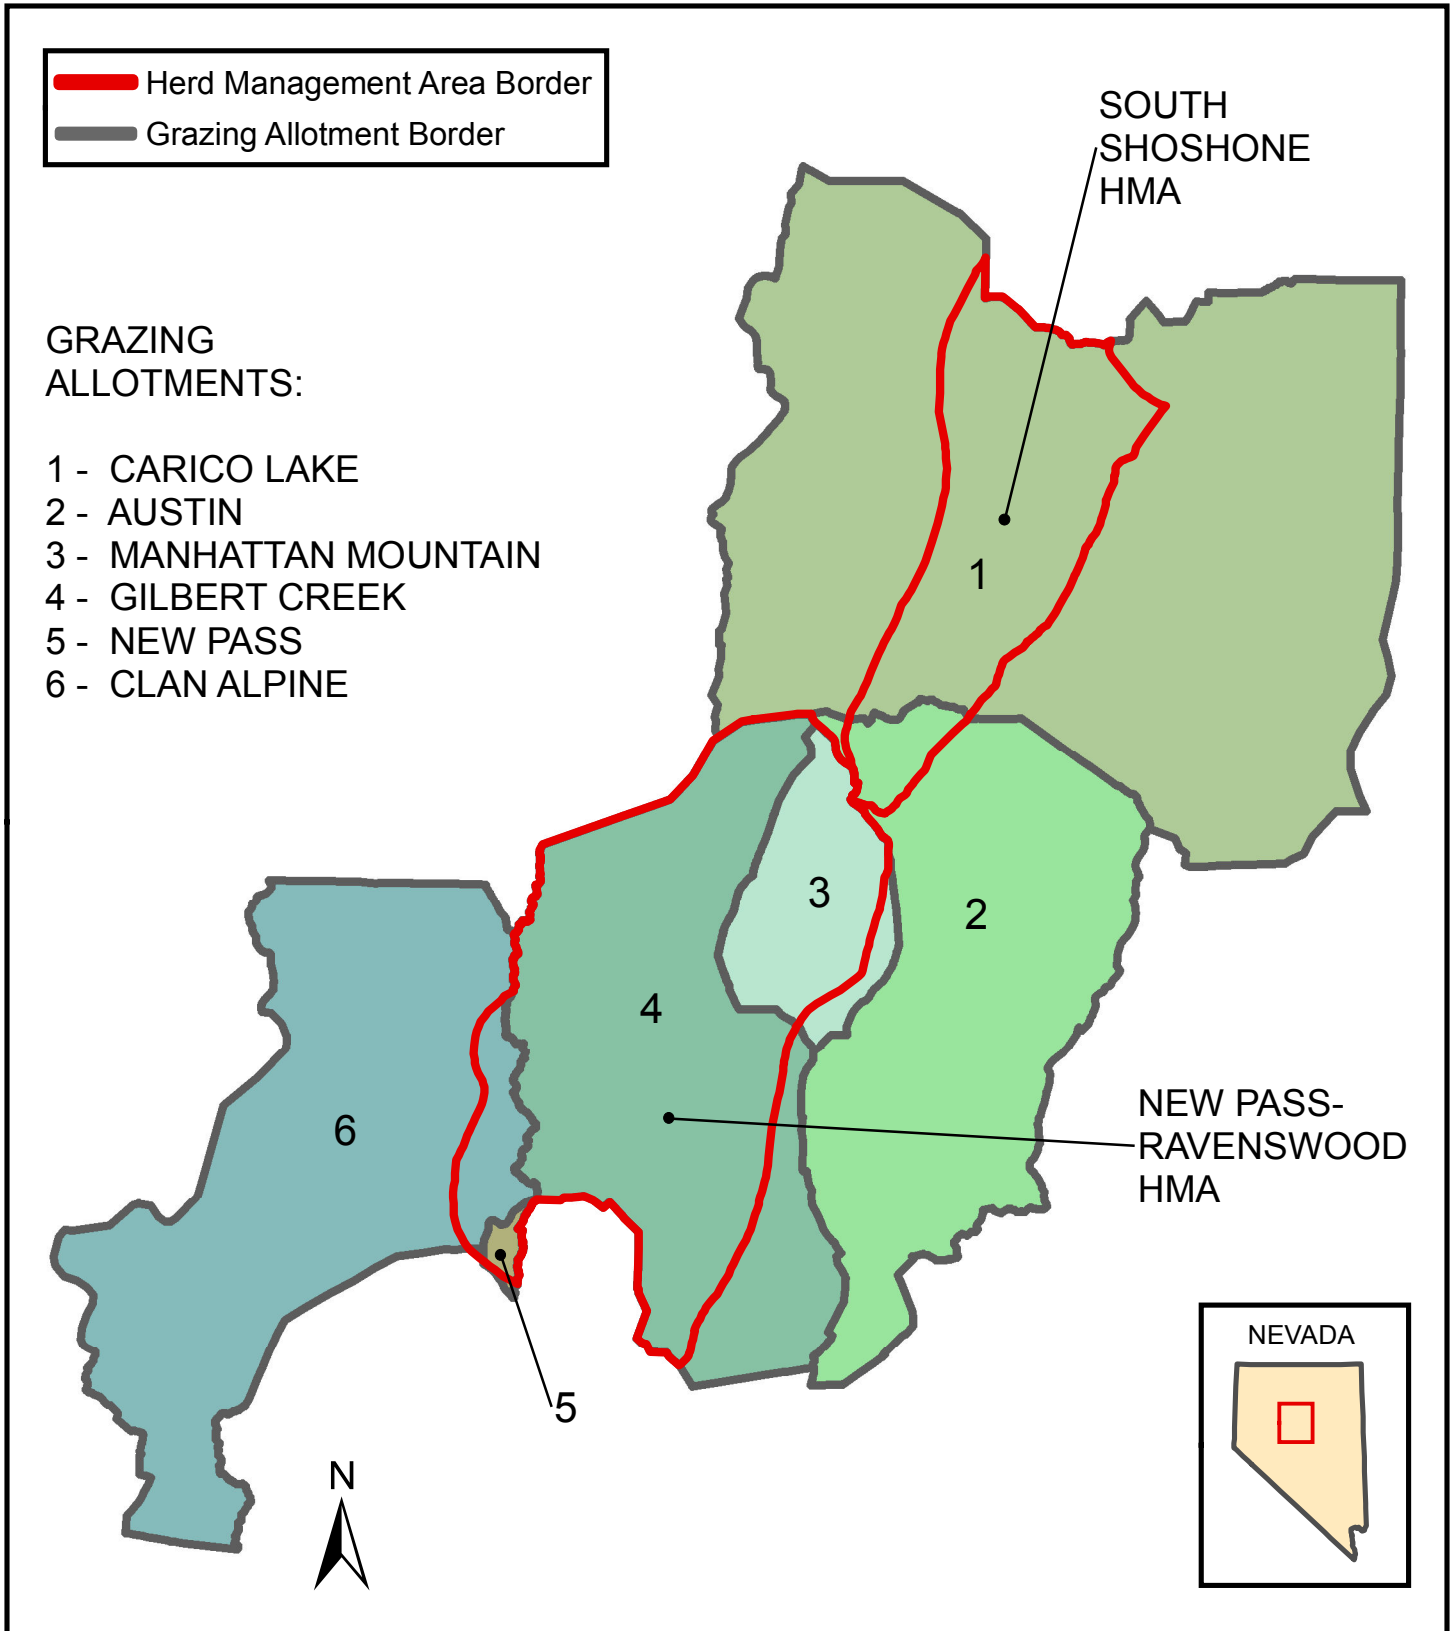 Herd Management Area Border
Grazing Allotment Border
SOUTH
SHOSHONE
HMA
GRAZING
ALLOTMENTS:
1 - CARICO LAKE
2 - AUSTIN
3 - MANHATTAN MOUNTAIN
4 - GILBERT CREEK
5 - NEW PASS
6 - CLAN ALPINE
1
3
2
4
6
NEW PASS-
RAVENSWOOD
HMA
5
NEVADA
N